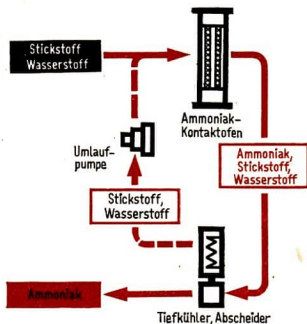 Stickstoff
Wasserstoff
Ammoniak-
Kontaktofen
Umlauf-
pumpe
Ammoniak,
Stickstoff,
Wasserstoff
Stickstoff,
Wasserstoff
Ammoniak
Tiefkühler, Abscheider